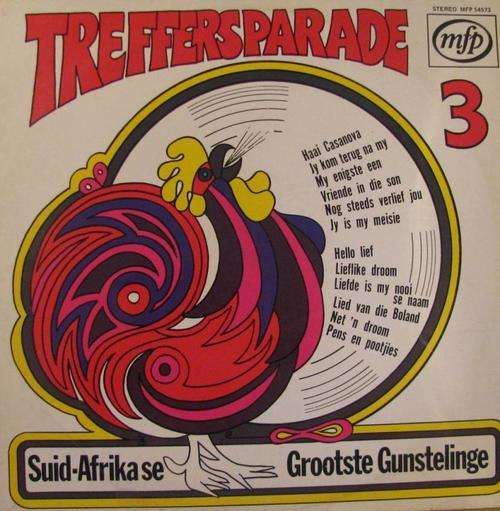 TREFFERSPARADE
STEREO MFP 54573
mfp
3
Haai Casanova
Jy kom terug na my
My enigste een
Vriende in die son
Nog steeds verlief jou
Jy is my meisie
Hello lief
Lieflike droom
Liefde is my nooi
se naam
Lied van die Boland
Net 'n droom
Pens en pootjies
Suid-Afrika se
Grootste Gunstelinge